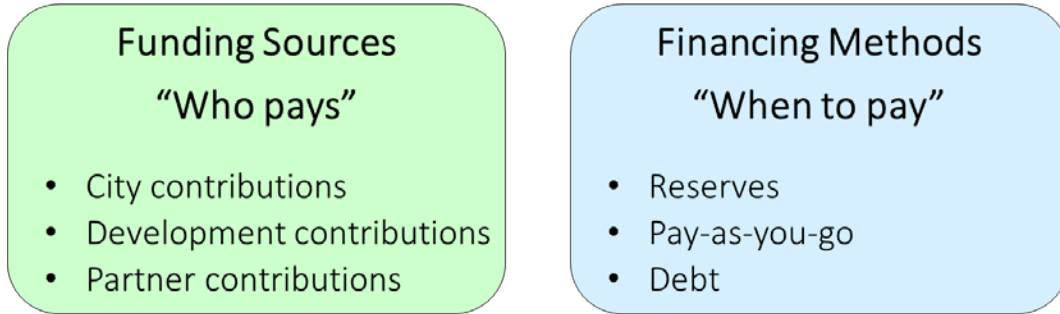 Funding Sources
“Who pays”
• City contributions
• Development contributions
• Partner contributions
Financing Methods
“When to pay”
• Reserves
• Pay-as-you-go
• Debt